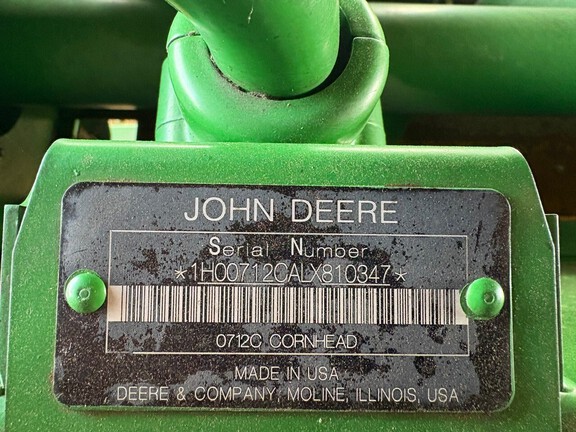 JOHN DEERE
Serial Number
*1H00712CALX810347*
0712C CORNHEAD
MADE IN USA
DEERE & COMPANY, MOLINE, ILLINOIS, USA